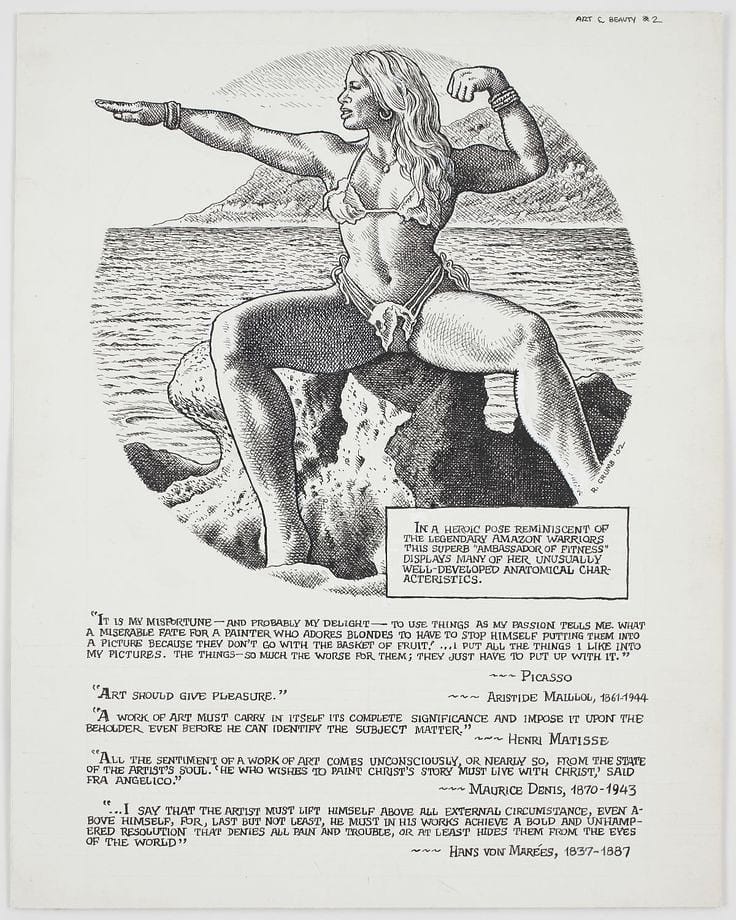 ART & BEAUTY #2
R. CRUMB '02
IN A HEROIC POSE REMINISCENT OF
THE LEGENDARY AMAZON WARRIORS
THIS SUPERB "AMBASSADOR OF FITNESS"
DISPLAYS MANY OF HER UNUSUALLY
WELL-DEVELOPED ANATOMICAL CHAR-
ACTERISTICS.
"IT IS MY MISFORTUNE—AND PROBABLY MY DELIGHT— TO USE THINGS AS MY PASSION TELLS ME. WHAT
A MISERABLE FATE FOR A PAINTER WHO ADORES BLONDES TO HAVE TO STOP HIMSELF PUTTING THEM INTO
A PICTURE BECAUSE THEY DON'T GO WITH THE BASKET OF FRUIT! ...I PUT ALL THE THINGS I LIKE INTO
MY PICTURES. THE THINGS—SO MUCH THE WORSE FOR THEM; THEY JUST HAVE TO PUT UP WITH IT."
~~~ PICASSO
"ART SHOULD GIVE PLEASURE." ~~~ ARISTIDE MAILLOL, 1861-1944
"A WORK OF ART MUST CARRY IN ITSELF ITS COMPLETE SIGNIFICANCE AND IMPOSE IT UPON THE
BEHOLDER EVEN BEFORE HE CAN IDENTIFY THE SUBJECT MATTER."
~~~ HENRI MATISSE
"ALL THE SENTIMENT OF A WORK OF ART COMES UNCONSCIOUSLY, OR NEARLY SO, FROM THE STATE
OF THE ARTIST'S SOUL. 'HE WHO WISHES TO PAINT CHRIST'S STORY MUST LIVE WITH CHRIST,' SAID
FRA ANGELICO."
~~~ MAURICE DENIS, 1870-1943
"...I SAY THAT THE ARTIST MUST LIFT HIMSELF ABOVE ALL EXTERNAL CIRCUMSTANCE, EVEN A-
BOVE HIMSELF, FOR, LAST BUT NOT LEAST, HE MUST IN HIS WORKS ACHIEVE A BOLD AND UNHAMP-
ERED RESOLUTION THAT DENIES ALL PAIN AND TROUBLE, OR AT LEAST HIDES THEM FROM THE EYES
OF THE WORLD"
~~~ HANS VON MARÉES, 1837-1887